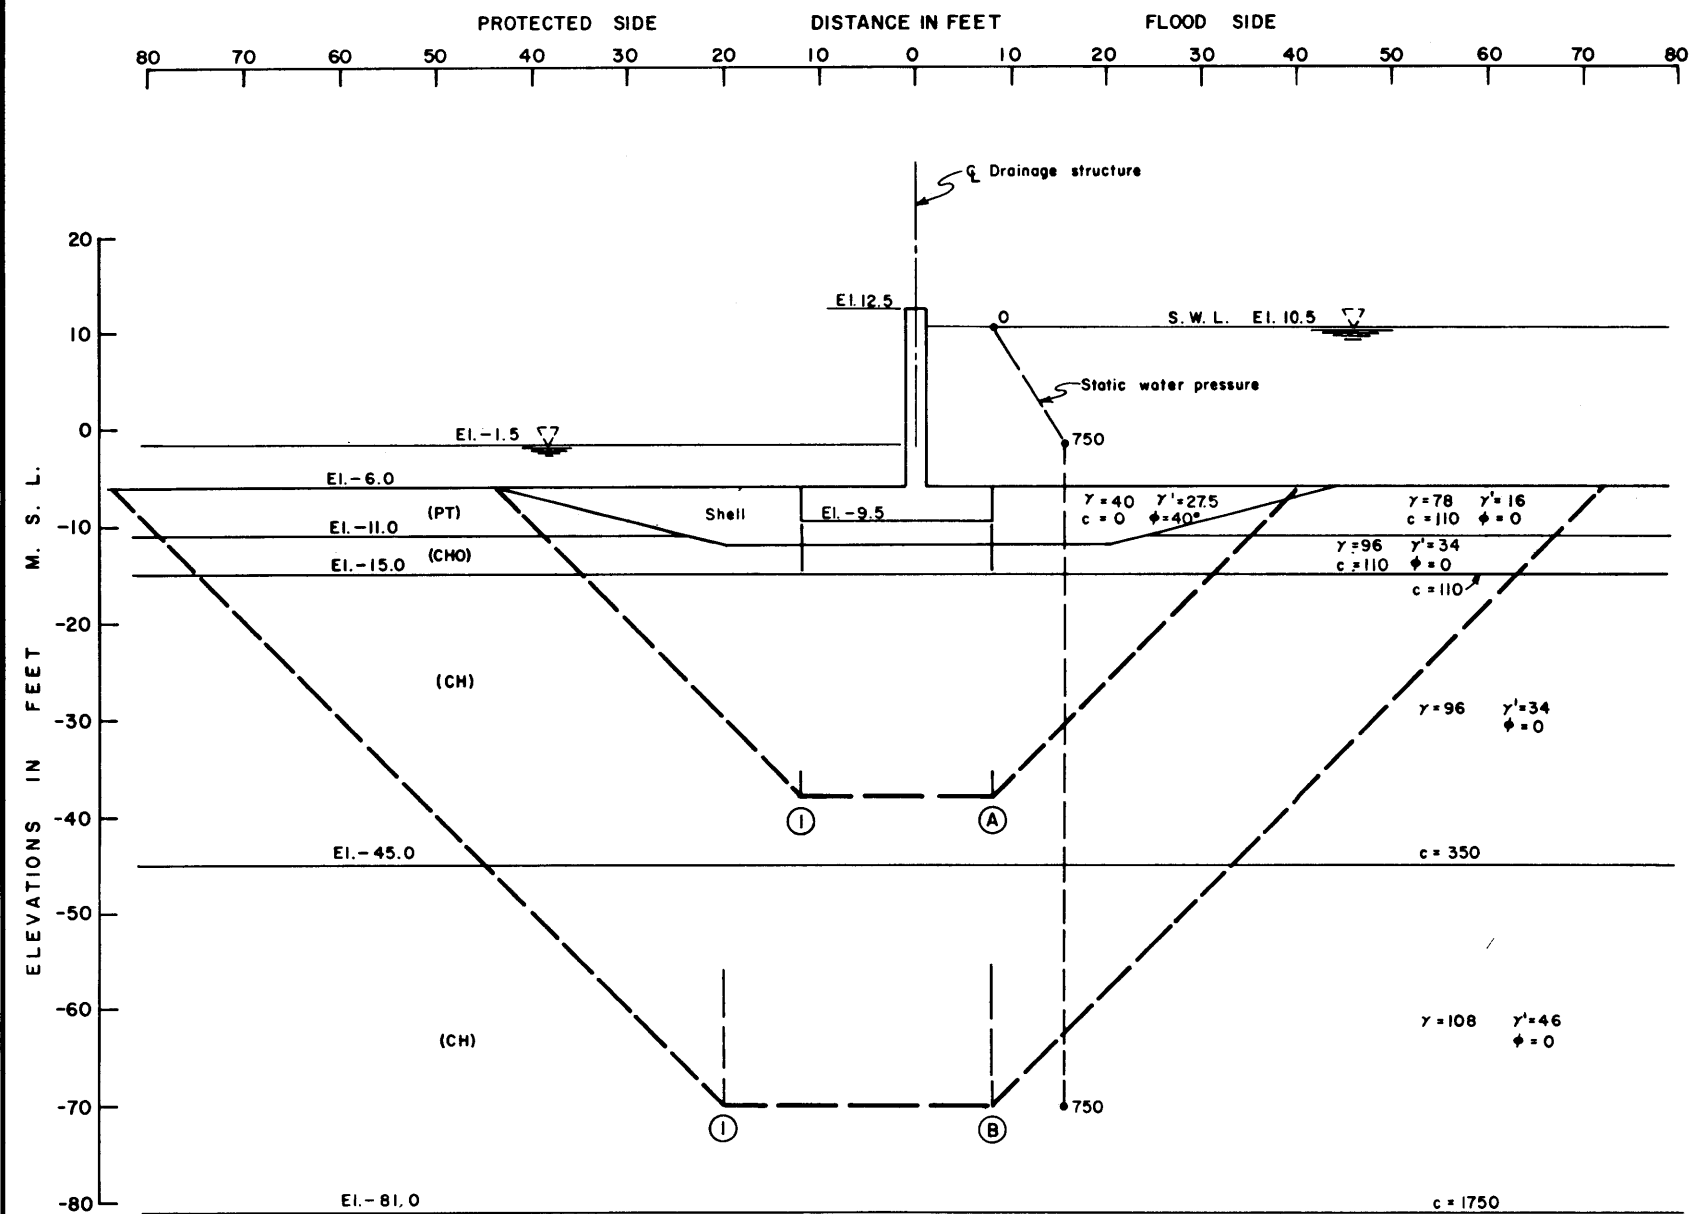 PROTECTED SIDE DISTANCE IN FEET FLOOD SIDE
80 70 60 50 40 30 20 10 0 10 20 30 40 50 60 70 80
℄ Drainage structure
20
El. 12.5
0
S.W.L. El. 10.5
10
Static water pressure
0
El.-1.5
750
El.-6.0
γ = 40 γ' = 27.5
γ = 78 γ' = 16
(PT)
Shell
El.-9.5
c = 0 ϕ = 40°
c = 110 ϕ = 0
-10
El.-11.0
(CHO)
γ = 96 γ' = 34
c = 110 ϕ = 0
El.-15.0
c = 110
-20
(CH)
γ = 96 γ' = 34
ϕ = 0
-30
-40
1 A
El.-45.0
c = 350
-50
-60
γ = 108 γ' = 46
ϕ = 0
(CH)
-70
750
1 B
-80
El.-81.0
c = 1750
ELEVATIONS IN FEET M. S. L.